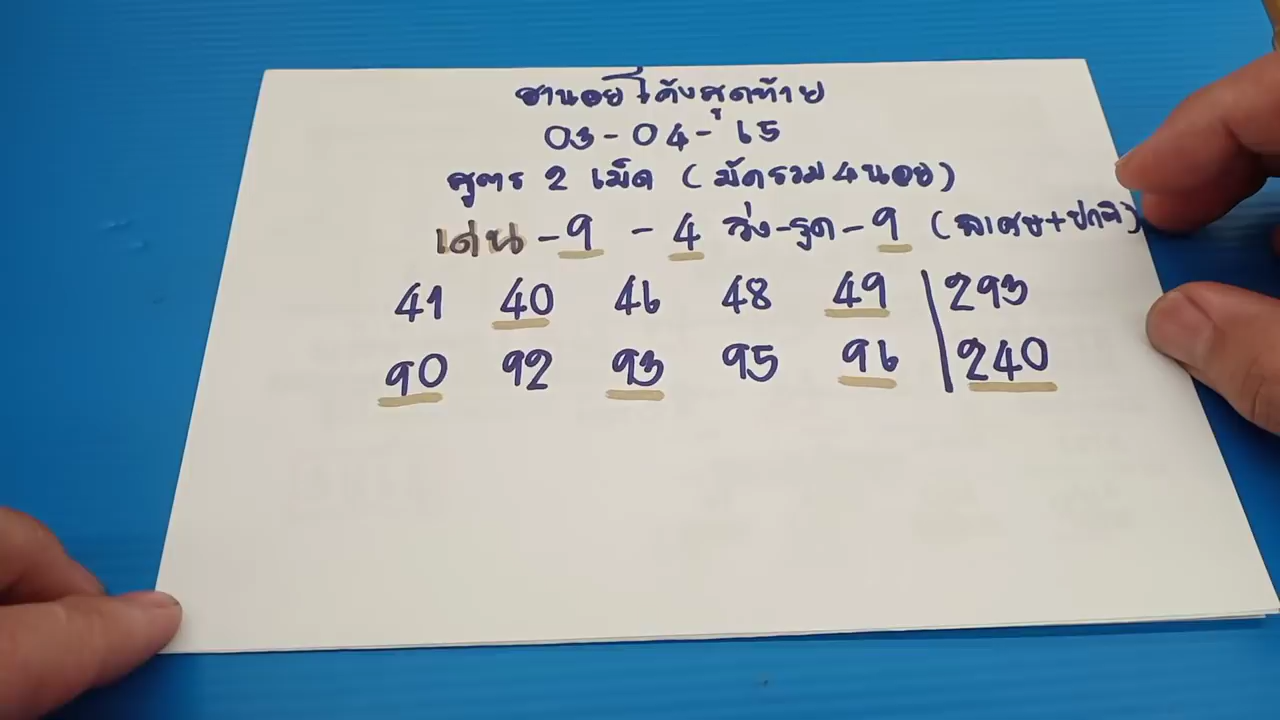 ฮานอย โค้งสุดท้าย
03-04-65
สูตร 2 เม็ด (มัดรวม 4 นอย)
เด่น-9 - 4 วิ่ง-รูด-9 (พิเศษ+ปกติ)
41 40 46 48 49 293
90 92 93 95 96 240